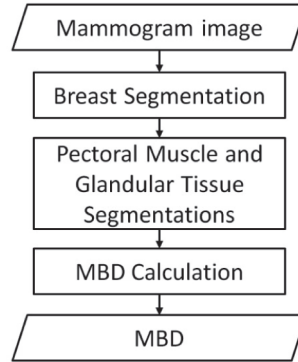 Mammogram image
Breast Segmentation
Pectoral Muscle and
Glandular Tissue
Segmentations
MBD Calculation
MBD